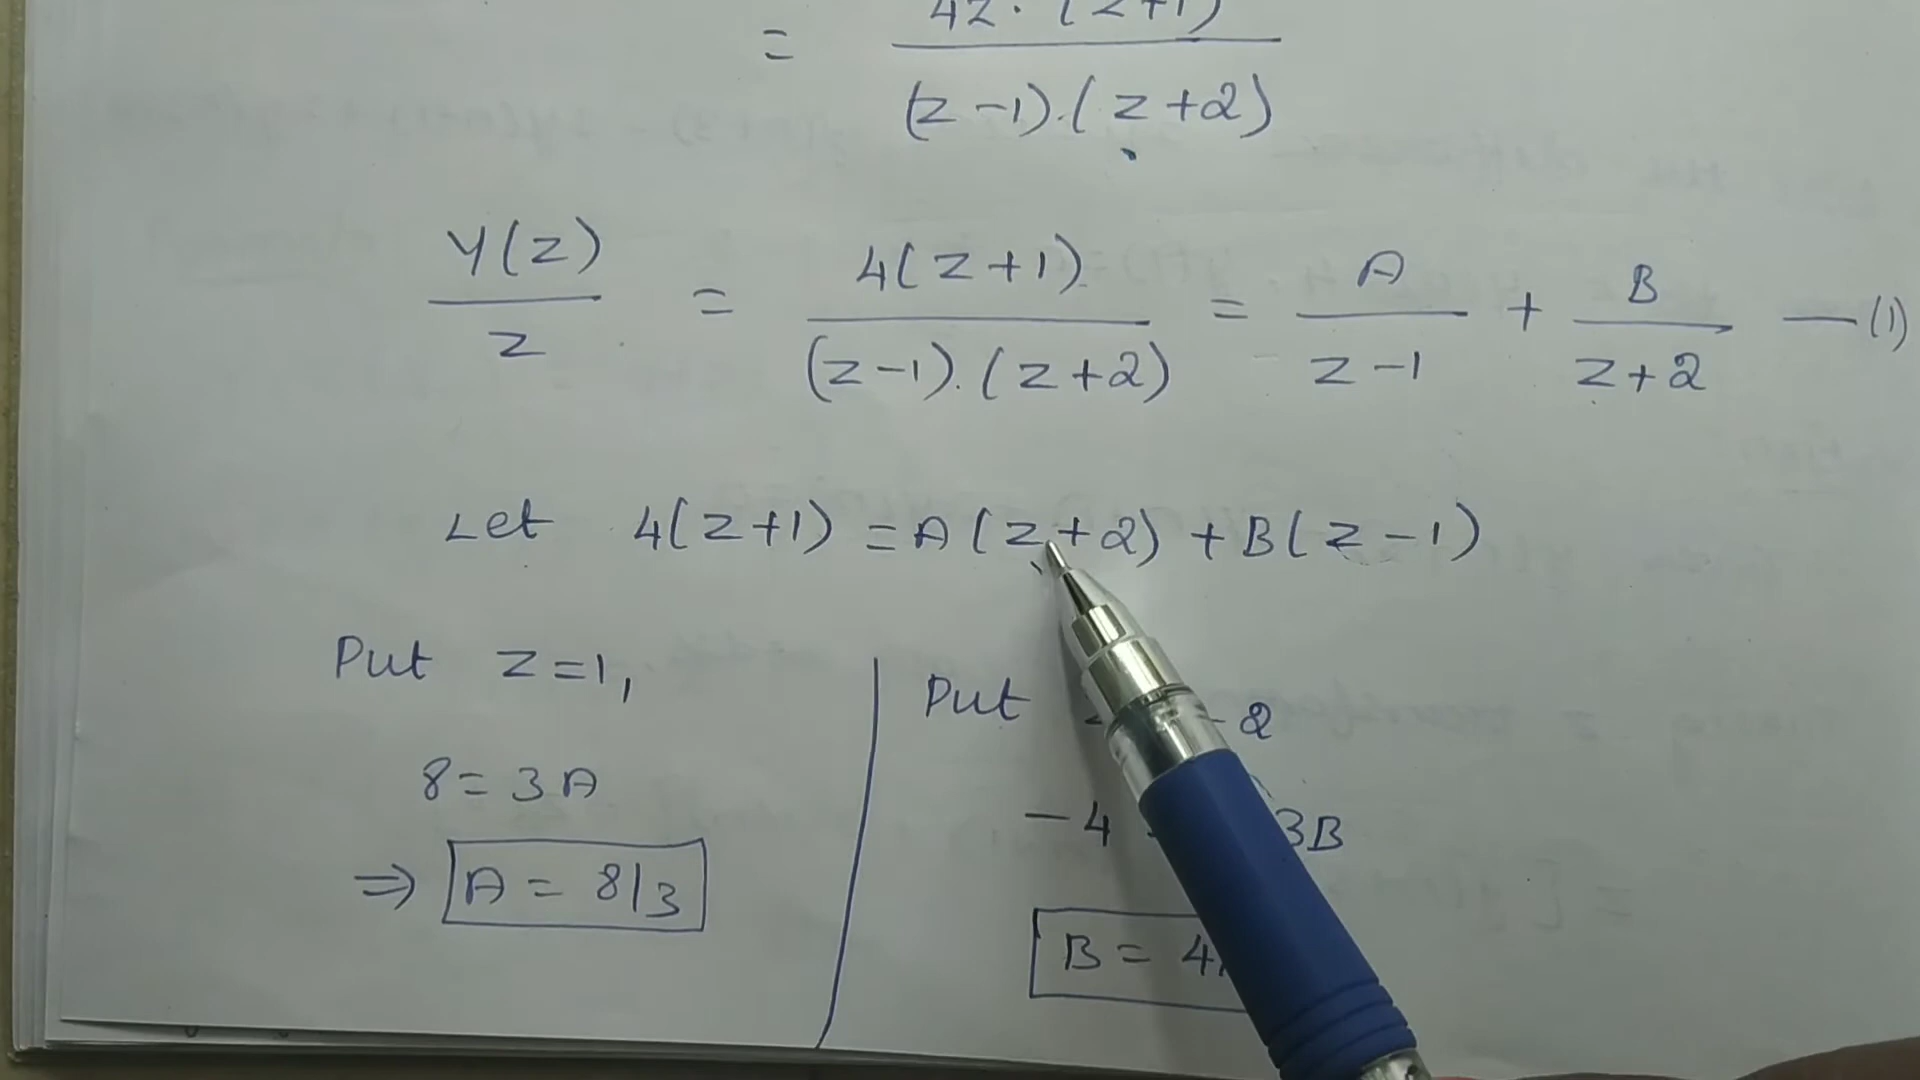 = 4z · (z+1) / (z-1).(z+2)
Y(z) / z = 4(z+1) / (z-1).(z+2) = A / z-1 + B / z+2 —(1)
Let 4(z+1) = A(z+2) + B(z-1)
Put z=1,
8 = 3A
⇒ A = 8/3
Put -2
-4 3B
B = 4